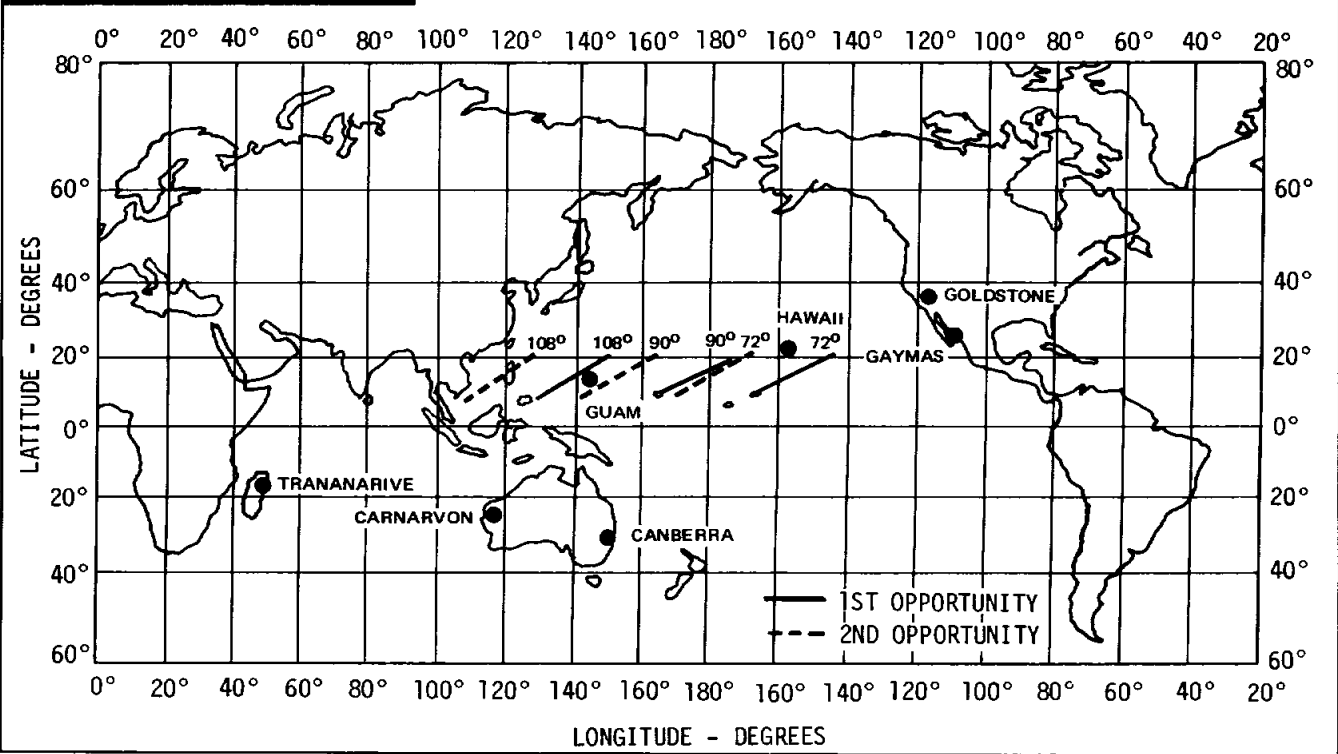 0° 20° 40° 60° 80° 100° 120° 140° 160° 180° 160° 140° 120° 100° 80° 60° 40° 20°
80° 80°
60° 60°
40° 40°
GOLDSTONE
HAWAII
108° 108° 90° 90° 72° 72°
GAYMAS
20° 20°
GUAM
0° 0°
TRANANARIVE
20° 20°
CARNARVON
CANBERRA
40° 40°
1ST OPPORTUNITY
2ND OPPORTUNITY
60° 60°
0° 20° 40° 60° 80° 100° 120° 140° 160° 180° 160° 140° 120° 100° 80° 60° 40° 20°
LATITUDE - DEGREES
LONGITUDE - DEGREES